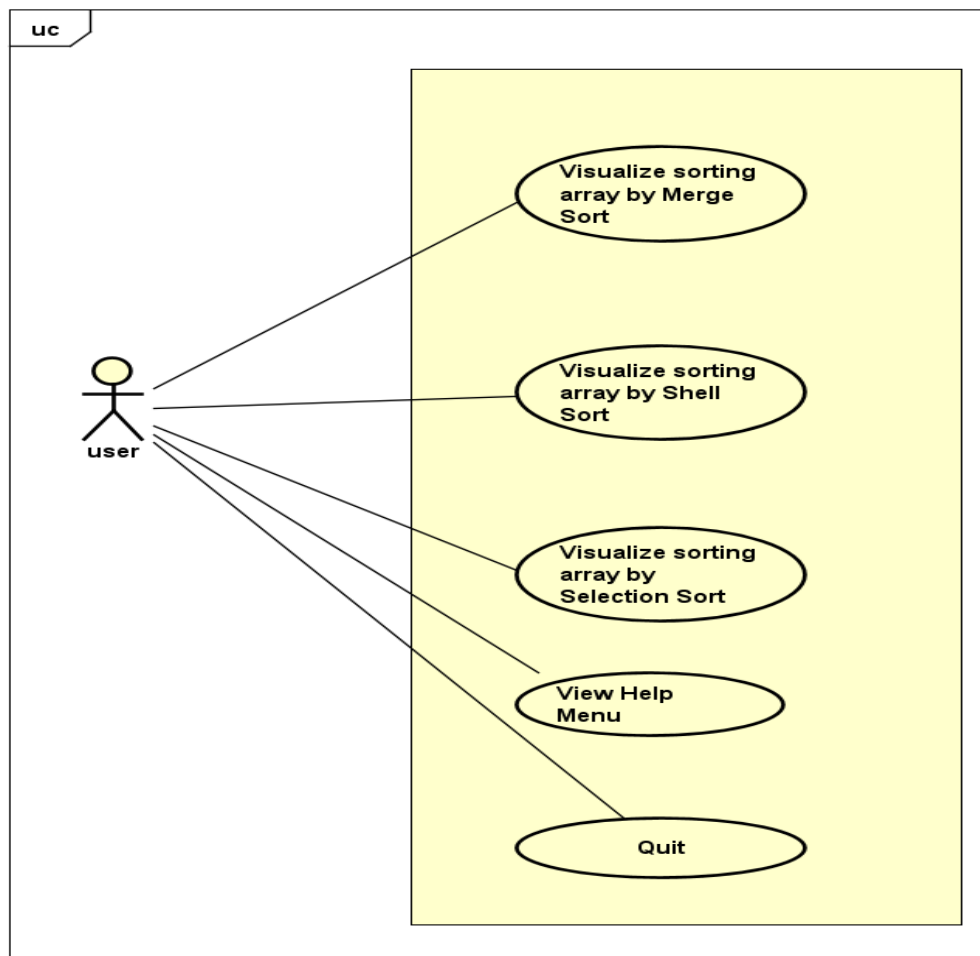 uc
Visualize sorting
array by Merge
Sort
Visualize sorting
array by Shell
Sort
user
Visualize sorting
array by
Selection Sort
View Help
Menu
Quit